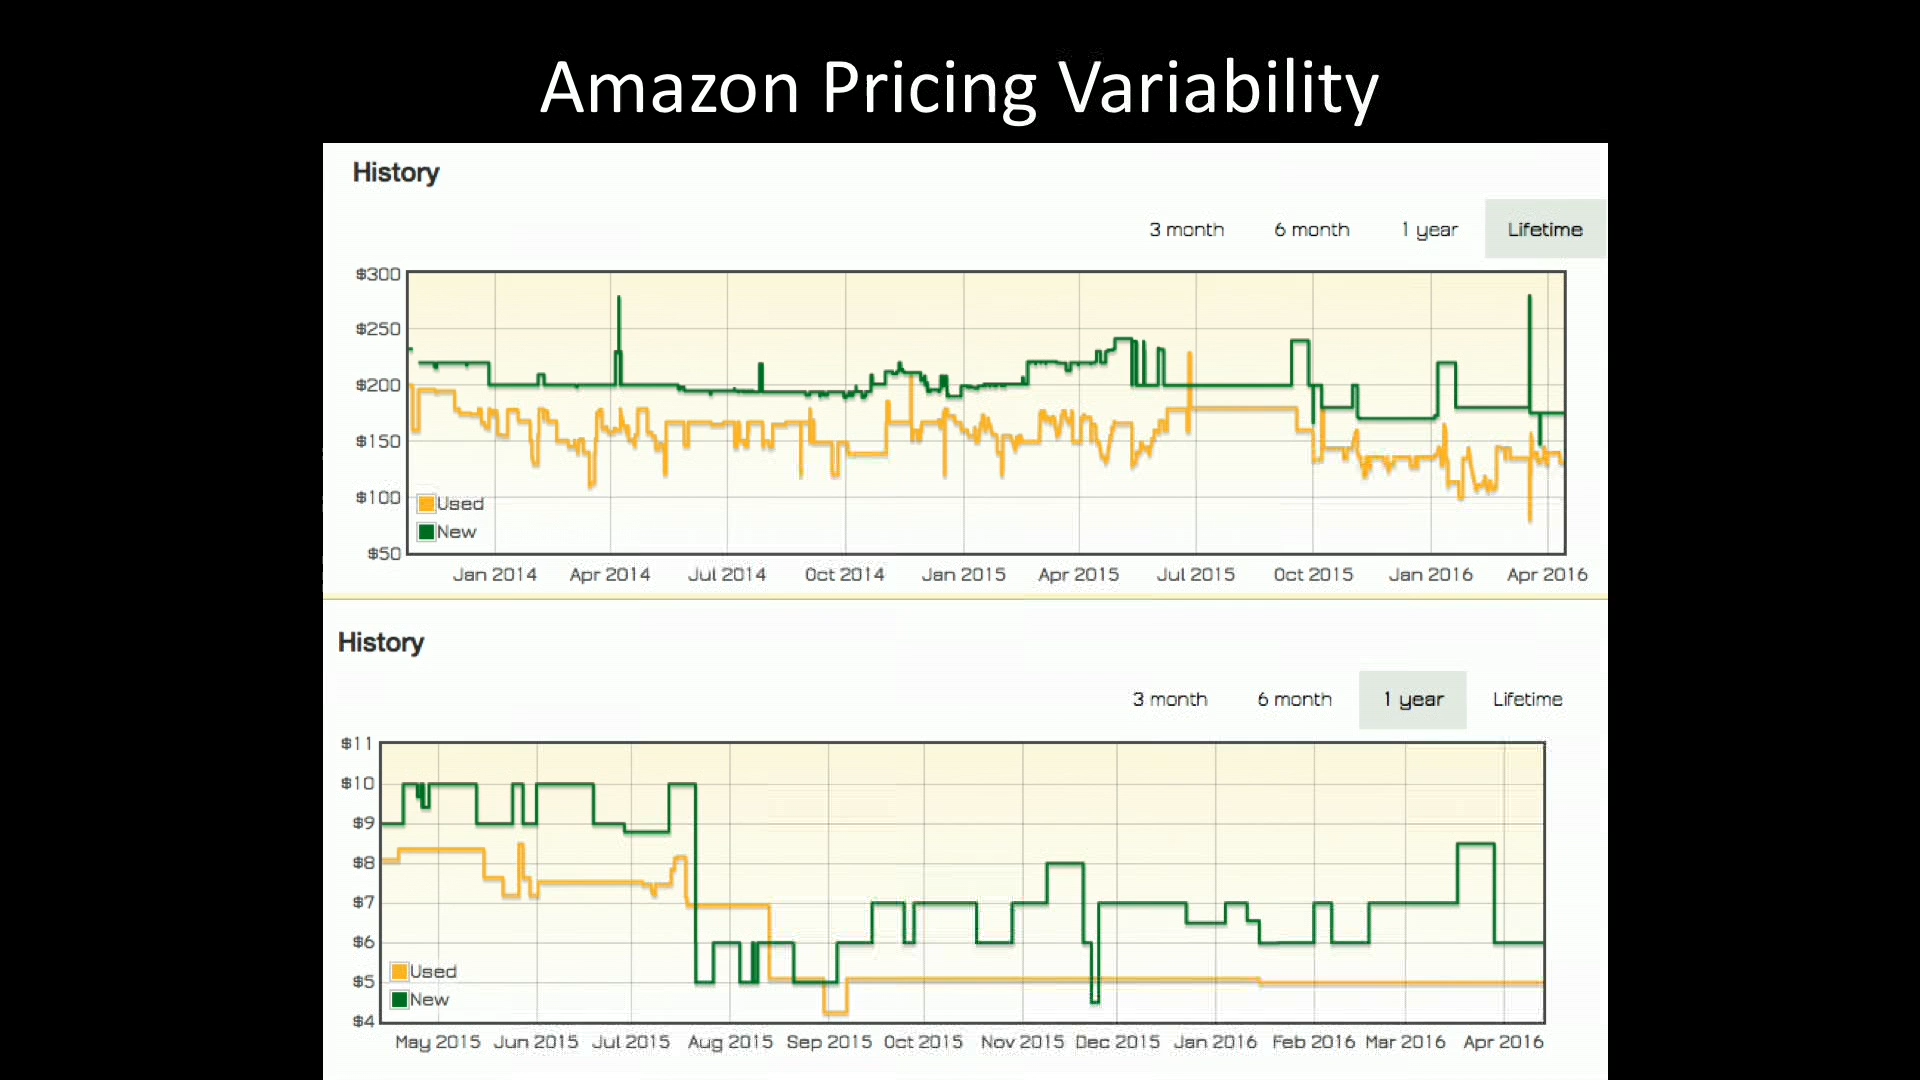 Amazon Pricing Variability
History
3 month 6 month 1 year Lifetime
$300
$250
$200
$150
$100
$50
Used
New
Jan 2014 Apr 2014 Jul 2014 Oct 2014 Jan 2015 Apr 2015 Jul 2015 Oct 2015 Jan 2016 Apr 2016
History
3 month 6 month 1 year Lifetime
$11
$10
$9
$8
$7
$6
$5
$4
Used
New
May 2015 Jun 2015 Jul 2015 Aug 2015 Sep 2015 Oct 2015 Nov 2015 Dec 2015 Jan 2016 Feb 2016 Mar 2016 Apr 2016